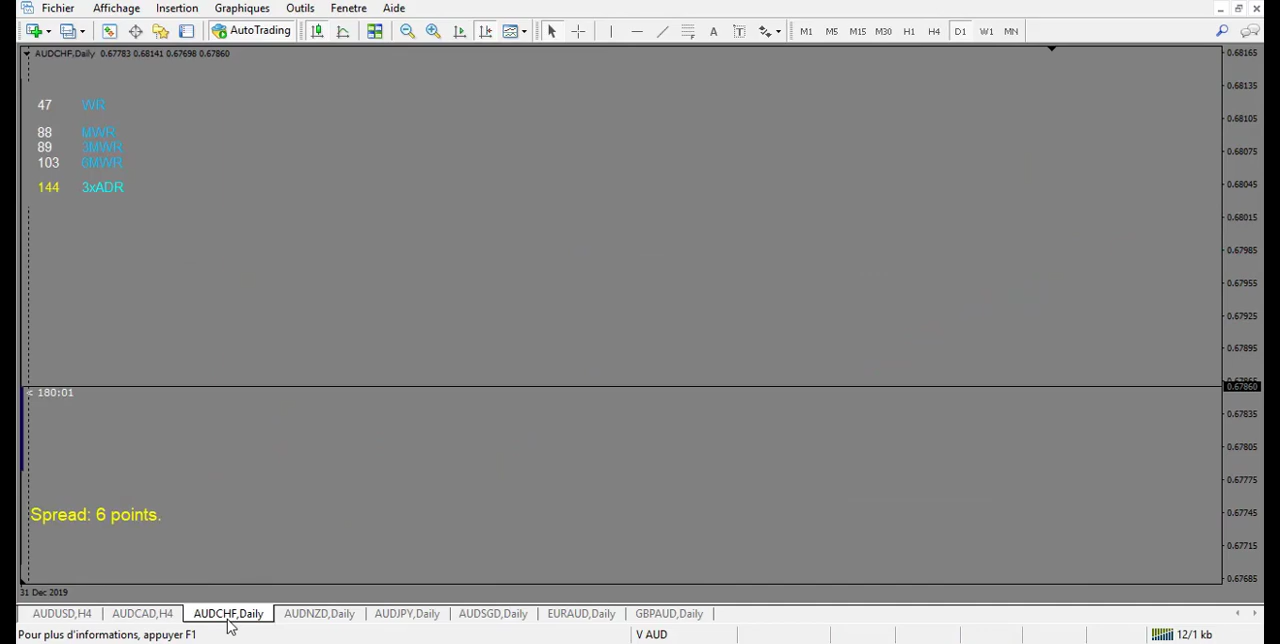 Fichier Affichage Insertion Graphiques Outils Fenetre Aide
AutoTrading A T F M1 M5 M15 M30 H1 H4 D1 W1 MN
AUDCHF,Daily 0.67783 0.68141 0.67698 0.67860
0.68165
0.68135
47 WR
0.68105
88 MWR
89 3MWR
0.68075
103 6MWR
144 3xADR
0.68045
0.68015
0.67985
0.67955
0.67925
0.67895
0.67860
< 180:01
0.67835
0.67805
0.67775
Spread: 6 points.
0.67745
0.67715
0.67685
31 Dec 2019
AUDUSD,H4 AUDCAD,H4 AUDCHF,Daily AUDNZD,Daily AUDJPY,Daily AUDSGD,Daily EURAUD,Daily GBPAUD,Daily
Pour plus d'informations, appuyer F1 V AUD 12/1 kb